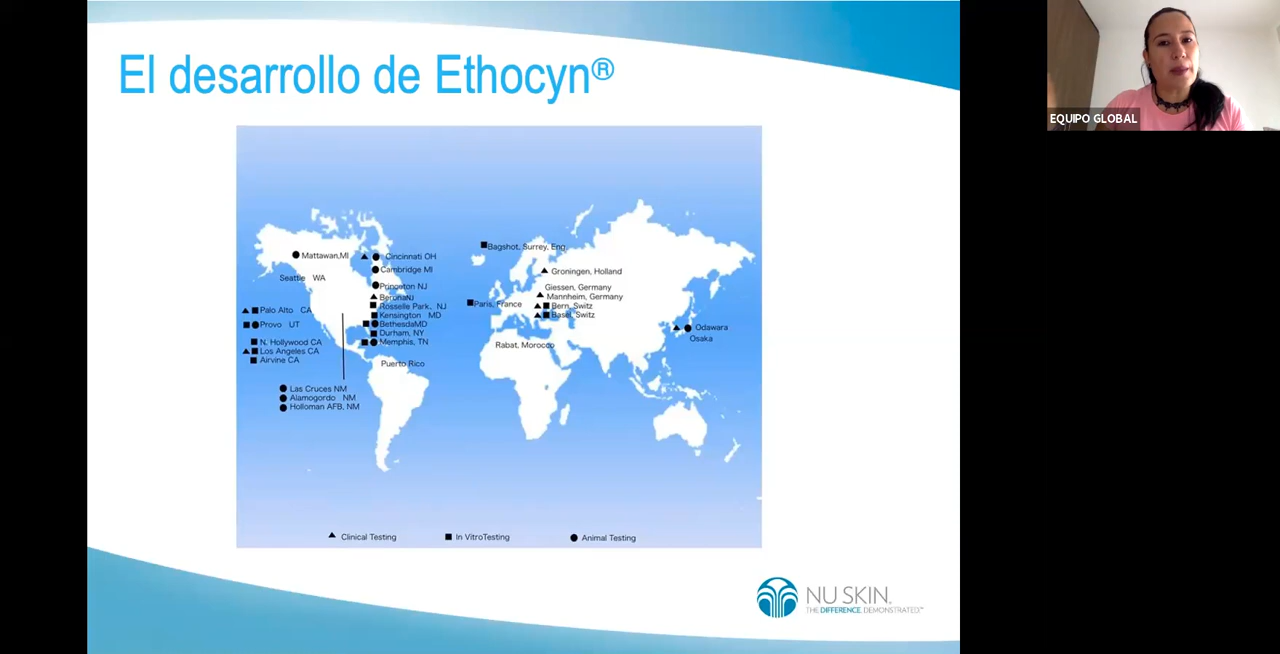 El desarrollo de Ethocyn®
EQUIPO GLOBAL
Mattawan,MI
Cincinnati OH
Bagshot, Surrey, Eng.
Seattle WA
Cambridge MI
Groningen, Holland
Princeton NJ
Giessen, Germany
BeronaNJ
Mannheim, Germany
Palo Alto CA
Rosselle Park, NJ
Paris, France
Bern, Switz
Kensington MD
Basel, Switz
Provo UT
BethesdaMD
Odawara
Durham, NY
Osaka
N. Hollywood CA
Memphis, TN
Rabat, Morocco
Los Angeles CA
Airvine CA
Puerto Rico
Las Cruces NM
Alamogordo NM
Holloman AFB, NM
Clinical Testing
In VitroTesting
Animal Testing
NU SKIN.
THE DIFFERENCE. DEMONSTRATED.™